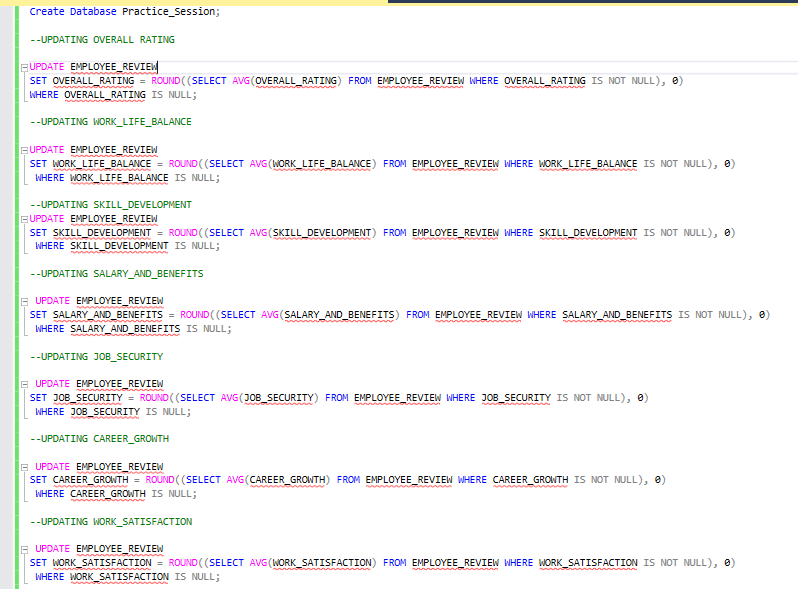 Create Database Practice_Session;
--UPDATING OVERALL RATING
UPDATE EMPLOYEE_REVIEW
SET OVERALL_RATING = ROUND((SELECT AVG(OVERALL_RATING) FROM EMPLOYEE_REVIEW WHERE OVERALL_RATING IS NOT NULL), 0)
WHERE OVERALL_RATING IS NULL;
--UPDATING WORK_LIFE_BALANCE
UPDATE EMPLOYEE_REVIEW
SET WORK_LIFE_BALANCE = ROUND((SELECT AVG(WORK_LIFE_BALANCE) FROM EMPLOYEE_REVIEW WHERE WORK_LIFE_BALANCE IS NOT NULL), 0)
WHERE WORK_LIFE_BALANCE IS NULL;
--UPDATING SKILL_DEVELOPMENT
UPDATE EMPLOYEE_REVIEW
SET SKILL_DEVELOPMENT = ROUND((SELECT AVG(SKILL_DEVELOPMENT) FROM EMPLOYEE_REVIEW WHERE SKILL_DEVELOPMENT IS NOT NULL), 0)
WHERE SKILL_DEVELOPMENT IS NULL;
--UPDATING SALARY_AND_BENEFITS
UPDATE EMPLOYEE_REVIEW
SET SALARY_AND_BENEFITS = ROUND((SELECT AVG(SALARY_AND_BENEFITS) FROM EMPLOYEE_REVIEW WHERE SALARY_AND_BENEFITS IS NOT NULL), 0)
WHERE SALARY_AND_BENEFITS IS NULL;
--UPDATING JOB_SECURITY
UPDATE EMPLOYEE_REVIEW
SET JOB_SECURITY = ROUND((SELECT AVG(JOB_SECURITY) FROM EMPLOYEE_REVIEW WHERE JOB_SECURITY IS NOT NULL), 0)
WHERE JOB_SECURITY IS NULL;
--UPDATING CAREER_GROWTH
UPDATE EMPLOYEE_REVIEW
SET CAREER_GROWTH = ROUND((SELECT AVG(CAREER_GROWTH) FROM EMPLOYEE_REVIEW WHERE CAREER_GROWTH IS NOT NULL), 0)
WHERE CAREER_GROWTH IS NULL;
--UPDATING WORK_SATISFACTION
UPDATE EMPLOYEE_REVIEW
SET WORK_SATISFACTION = ROUND((SELECT AVG(WORK_SATISFACTION) FROM EMPLOYEE_REVIEW WHERE WORK_SATISFACTION IS NOT NULL), 0)
WHERE WORK_SATISFACTION IS NULL;